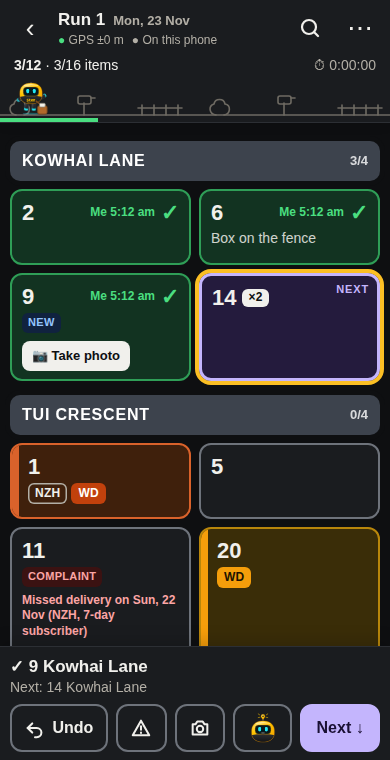 Run 1 Mon, 23 Nov
GPS ±0 m On this phone
3/12 · 3/16 items
0:00:00
KOWHAI LANE
3/4
2
Me 5:12 am ✓
6
Me 5:12 am ✓
Box on the fence
9
Me 5:12 am ✓
NEW
Take photo
14 ×2
NEXT
TUI CRESCENT
0/4
1
NZH WD
5
11
COMPLAINT
Missed delivery on Sun, 22
Nov (NZH, 7-day
subscriber)
20
WD
✓ 9 Kowhai Lane
Next: 14 Kowhai Lane
Undo
Next ↓